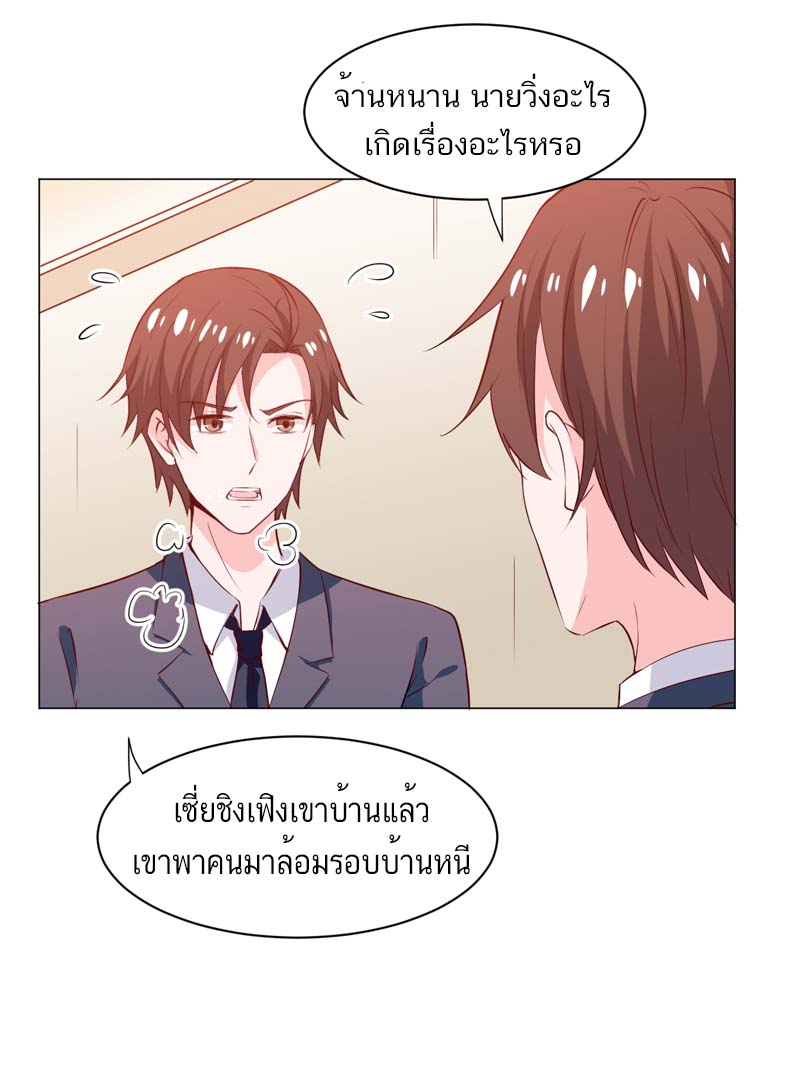 จ้านหนาน นายวิ่งอะไร
เกิดเรื่องอะไรหรอ
เซี่ยชิงเฟิงเขาบ้านแล้ว
เขาพาคนมาล้อมรอบบ้านหนี